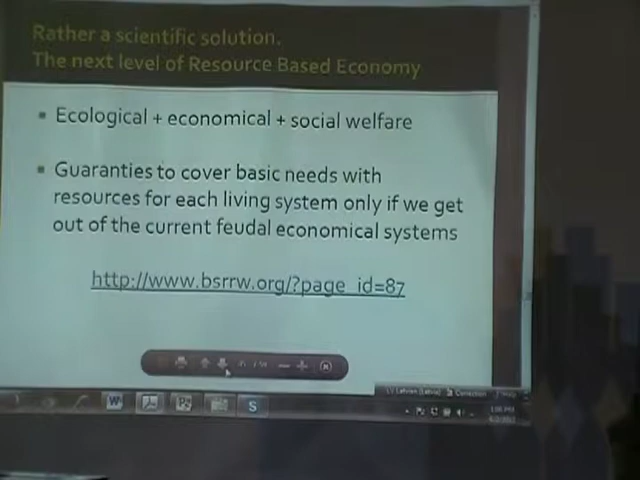 Rather a scientific solution.
The next level of Resource Based Economy
Ecological + economical + social welfare
Guaranties to cover basic needs with
resources for each living system only if we get
out of the current feudal economical systems
http://www.bsrrw.org/?page_id=87